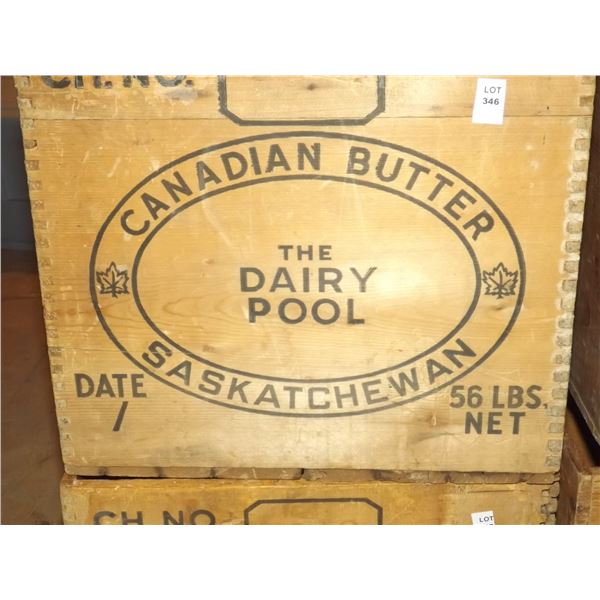 CH. NO.
LOT
346
CANADIAN BUTTER
THE
DAIRY
POOL
SASKATCHEWAN
DATE
/
56 LBS.
NET
CH. NO.
LOT